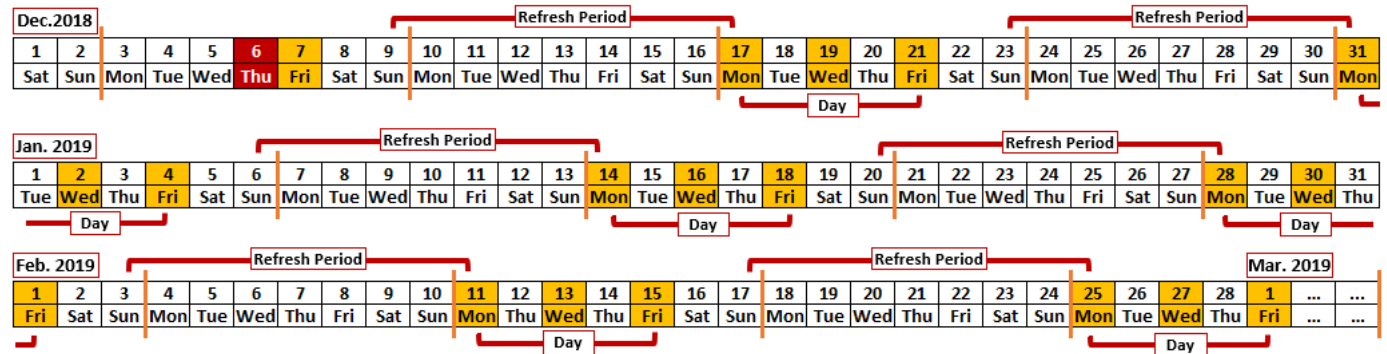 Dec.2018 Refresh Period Refresh Period
1 2 3 4 5 6 7 8 9 10 11 12 13 14 15 16 17 18 19 20 21 22 23 24 25 26 27 28 29 30 31
Sat Sun Mon Tue Wed Thu Fri Sat Sun Mon Tue Wed Thu Fri Sat Sun Mon Tue Wed Thu Fri Sat Sun Mon Tue Wed Thu Fri Sat Sun Mon
Day
Jan. 2019 Refresh Period Refresh Period
1 2 3 4 5 6 7 8 9 10 11 12 13 14 15 16 17 18 19 20 21 22 23 24 25 26 27 28 29 30 31
Tue Wed Thu Fri Sat Sun Mon Tue Wed Thu Fri Sat Sun Mon Tue Wed Thu Fri Sat Sun Mon Tue Wed Thu Fri Sat Sun Mon Tue Wed Thu
Day Day Day
Feb. 2019 Refresh Period Refresh Period Mar. 2019
1 2 3 4 5 6 7 8 9 10 11 12 13 14 15 16 17 18 19 20 21 22 23 24 25 26 27 28 1 ... ...
Fri Sat Sun Mon Tue Wed Thu Fri Sat Sun Mon Thu Wed Thu Fri Sat Sun Mon Tue Wed Thu Fri Sat Sun Mon Tue Wed Thu Fri ... ...
Day Day